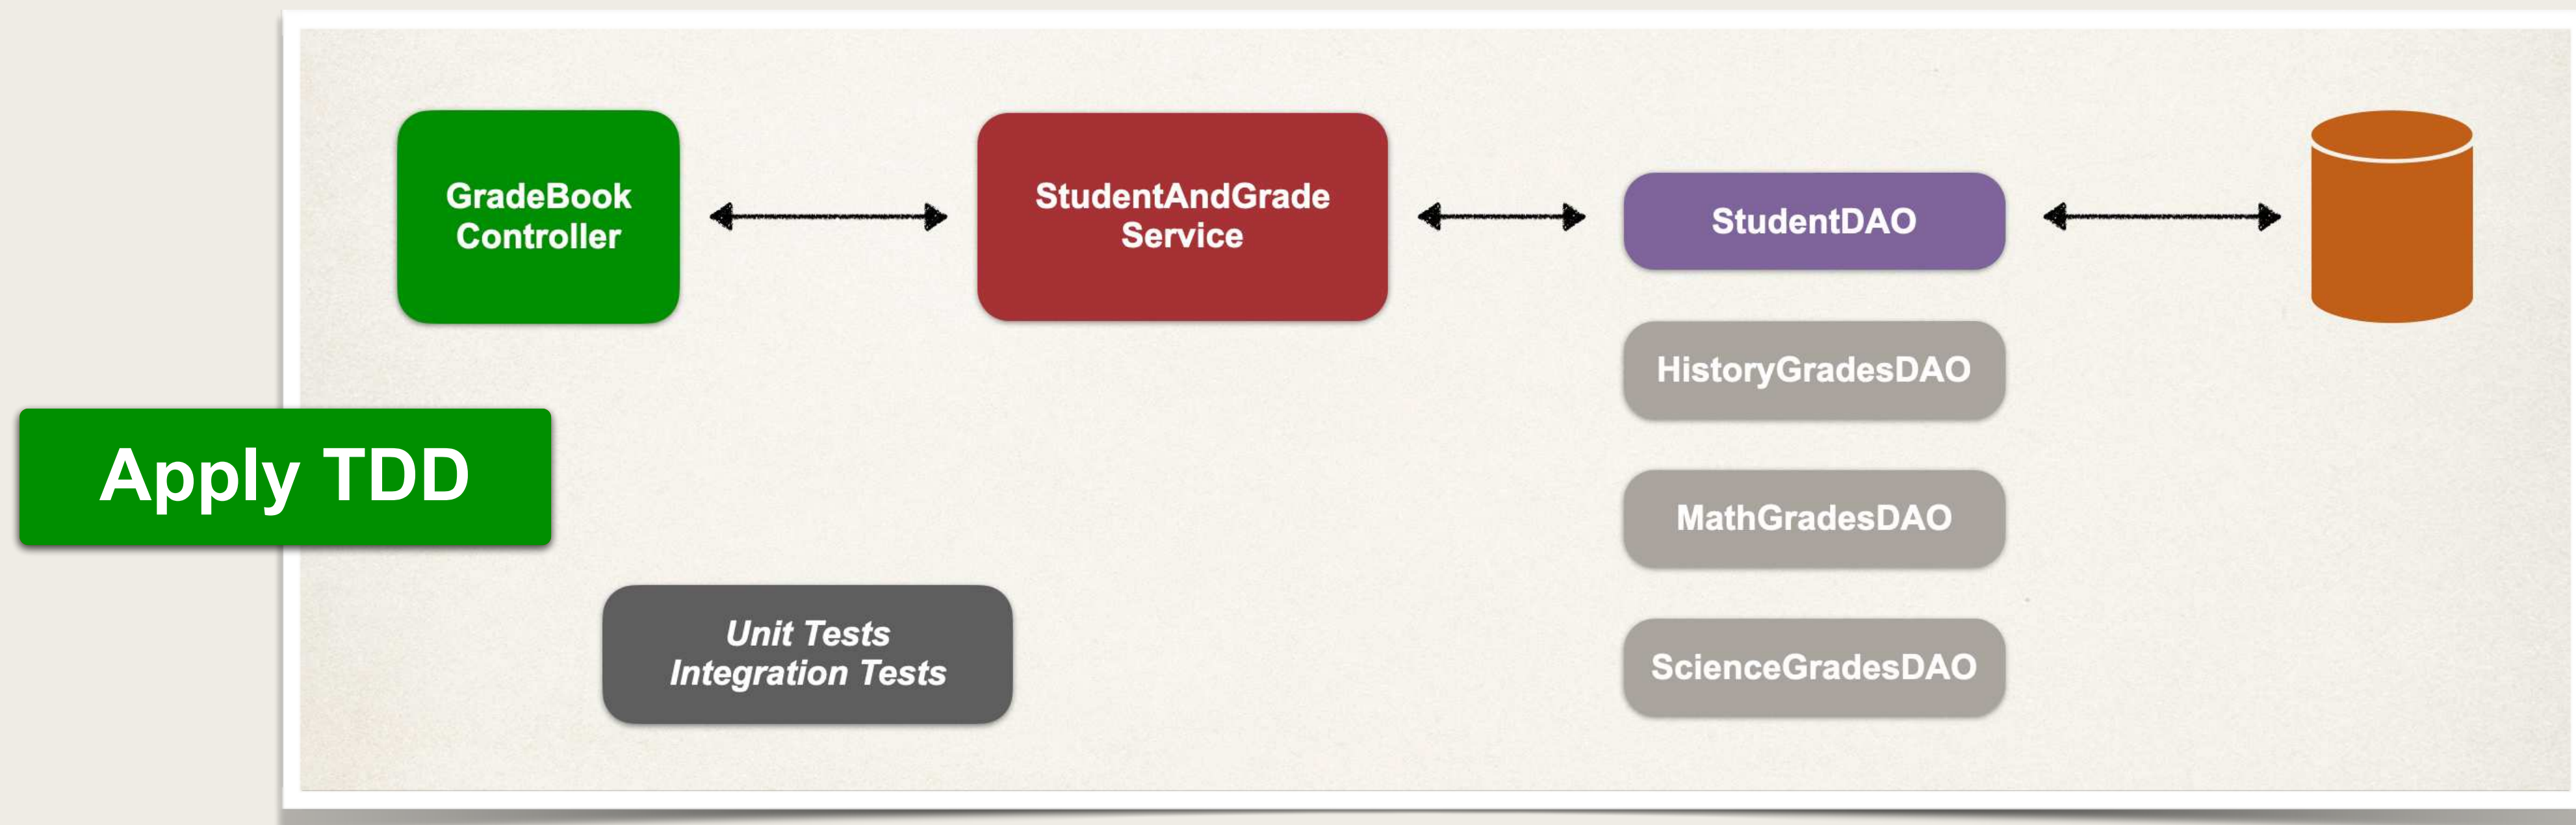 GradeBook
Controller
StudentAndGrade
Service
StudentDAO
HistoryGradesDAO
Apply TDD
MathGradesDAO
Unit Tests
Integration Tests
ScienceGradesDAO